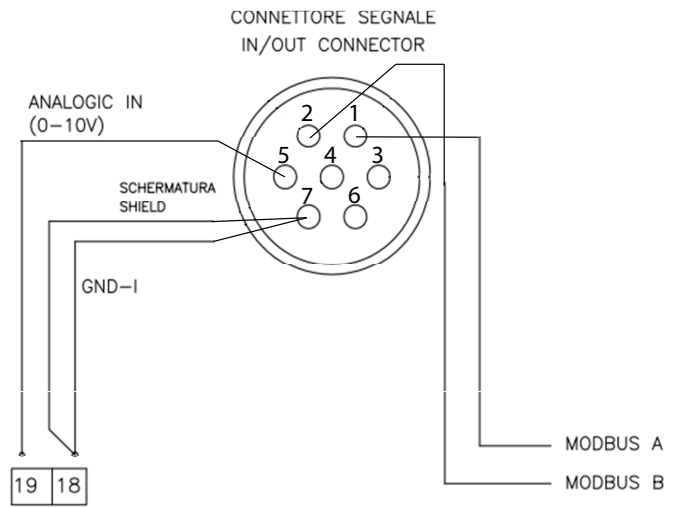 CONNETTORE SEGNALE
IN/OUT CONNECTOR
ANALOGIC IN
(0-10V)
2 1
5 4 3
7 6
SCHERMATURA
SHIELD
GND-I
MODBUS A
MODBUS B
19 18